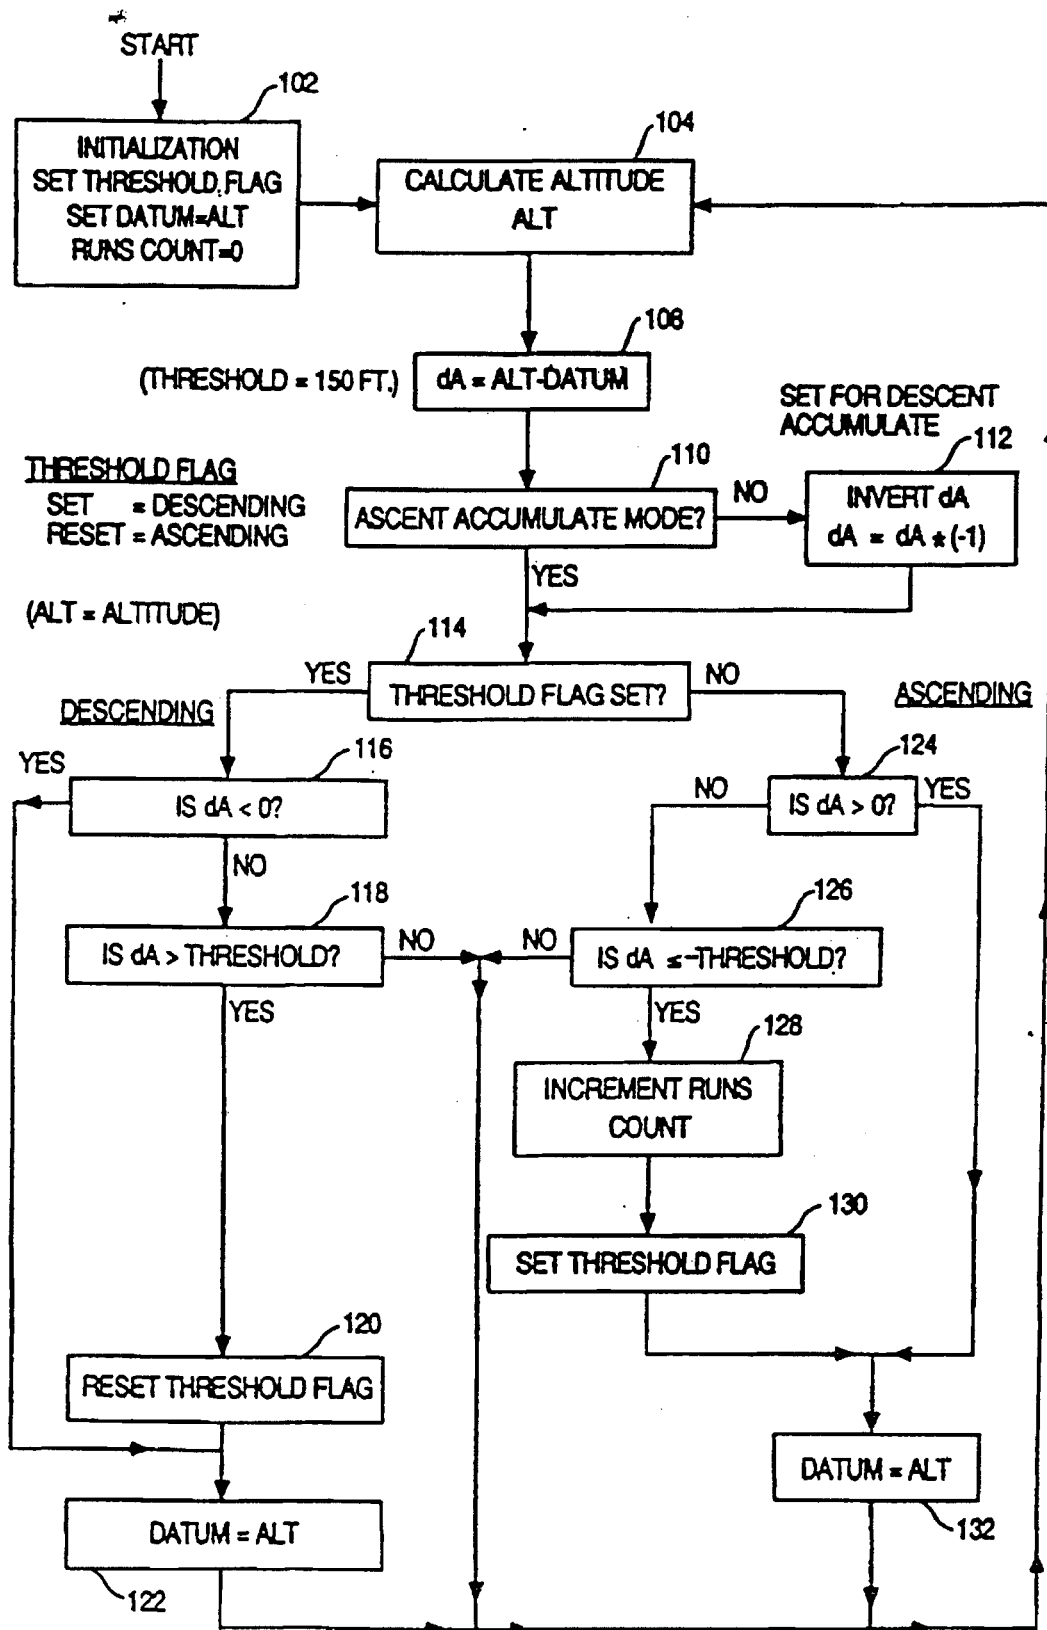 START
102
INITIALIZATION
SET THRESHOLD FLAG
SET DATUM=ALT
RUNS COUNT=0
104
CALCULATE ALTITUDE
ALT
108
(THRESHOLD = 150 FT.)
dA = ALT-DATUM
SET FOR DESCENT
ACCUMULATE
112
INVERT dA
dA = dA * (-1)
THRESHOLD FLAG
SET = DESCENDING
RESET = ASCENDING
110
ASCENT ACCUMULATE MODE?
NO
YES
(ALT = ALTITUDE)
114
YES
THRESHOLD FLAG SET?
NO
DESCENDING
ASCENDING
116
YES
IS dA < 0?
NO
124
NO
IS dA > 0?
YES
118
IS dA > THRESHOLD?
NO
YES
126
NO
IS dA ≤ -THRESHOLD?
YES
128
INCREMENT RUNS
COUNT
130
SET THRESHOLD FLAG
120
RESET THRESHOLD FLAG
DATUM = ALT
132
DATUM = ALT
122